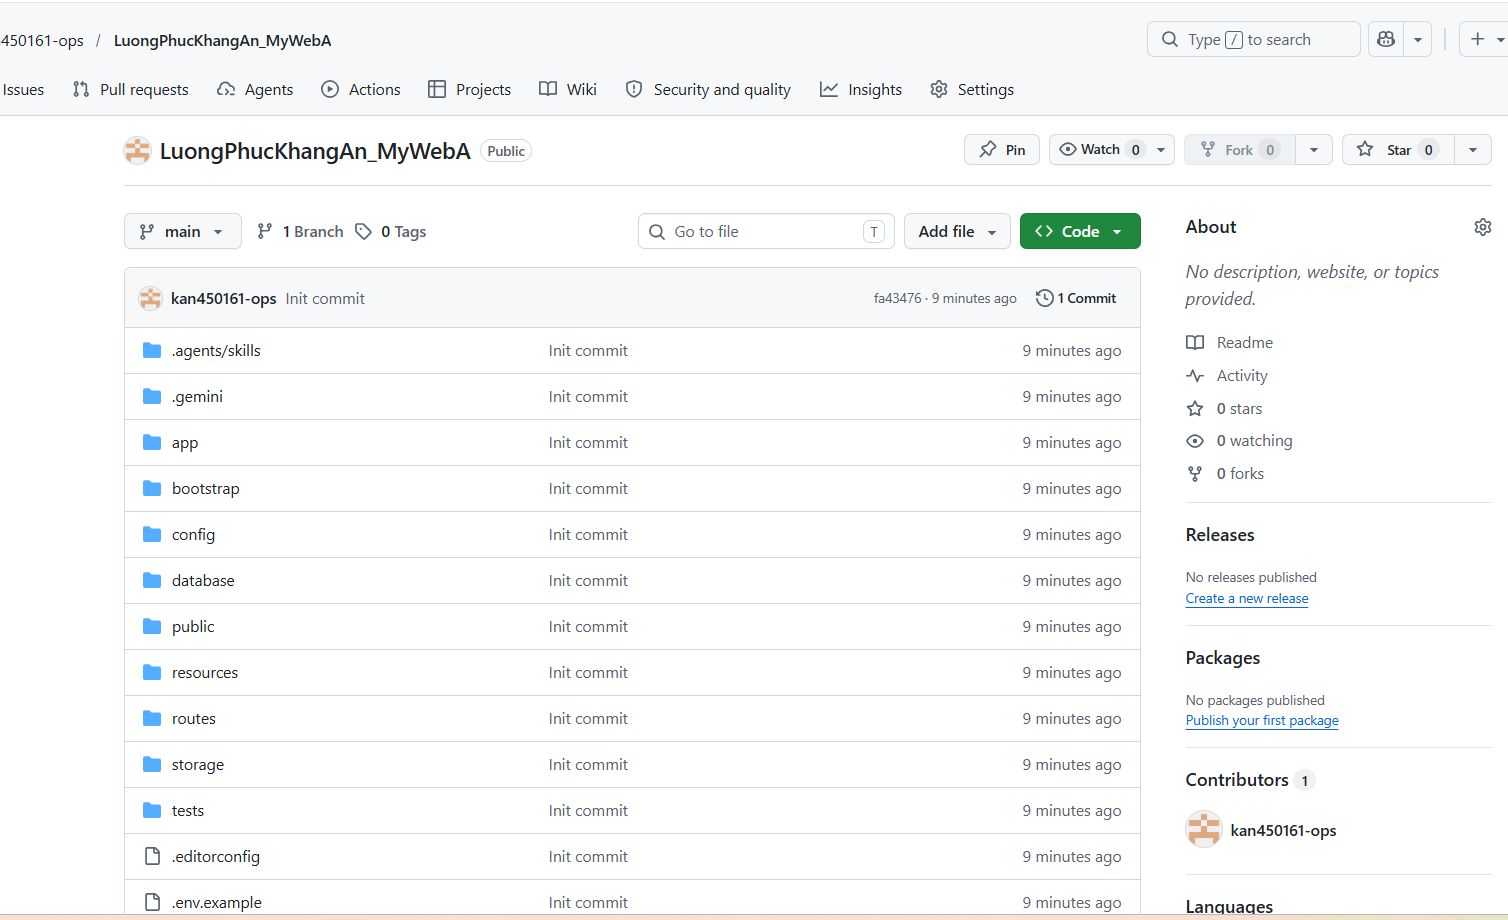 450161-ops / LuongPhucKhangAn_MyWebA
Type / to search
Issues Pull requests Agents Actions Projects Wiki Security and quality Insights Settings
LuongPhucKhangAn_MyWebA Public
Pin Watch 0 Fork 0 Star 0
main 1 Branch 0 Tags
Go to file T Add file Code
kan450161-ops Init commit fa43476 · 9 minutes ago 1 Commit
.agents/skills Init commit 9 minutes ago
.gemini Init commit 9 minutes ago
app Init commit 9 minutes ago
bootstrap Init commit 9 minutes ago
config Init commit 9 minutes ago
database Init commit 9 minutes ago
public Init commit 9 minutes ago
resources Init commit 9 minutes ago
routes Init commit 9 minutes ago
storage Init commit 9 minutes ago
tests Init commit 9 minutes ago
.editorconfig Init commit 9 minutes ago
.env.example Init commit 9 minutes ago
About
No description, website, or topics
provided.
Readme
Activity
0 stars
0 watching
0 forks
Releases
No releases published
Create a new release
Packages
No packages published
Publish your first package
Contributors 1
kan450161-ops
Languages